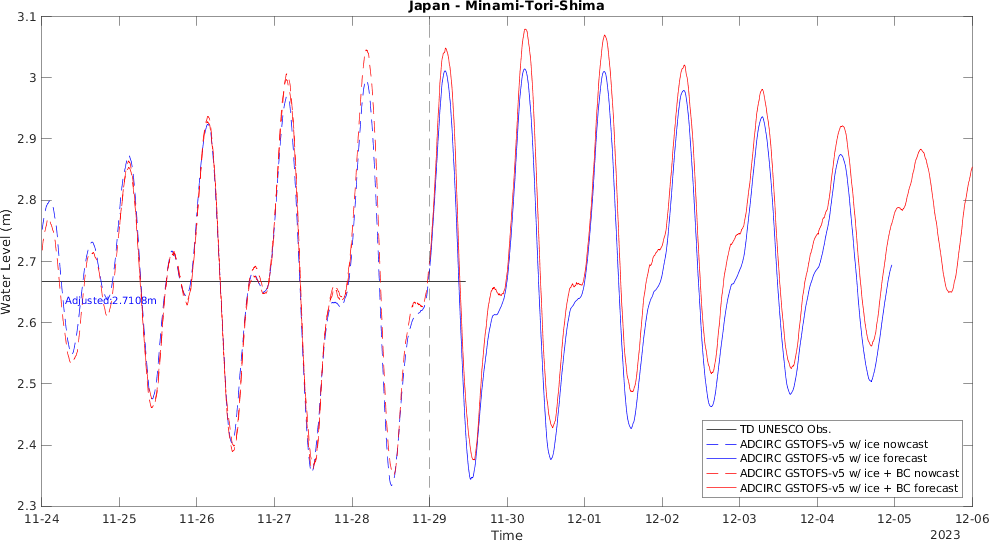 Japan - Minami-Tori-Shima
3.1
3
2.9
2.8
2.7
2.6
2.5
2.4
2.3
Water Level (m)
Adjusted:2.7108m
TD UNESCO Obs.
ADCIRC GSTOFS-v5 w/ ice nowcast
ADCIRC GSTOFS-v5 w/ ice forecast
ADCIRC GSTOFS-v5 w/ ice + BC nowcast
ADCIRC GSTOFS-v5 w/ ice + BC forecast
11-24 11-25 11-26 11-27 11-28 11-29 11-30 12-01 12-02 12-03 12-04 12-05 12-06
Time
2023